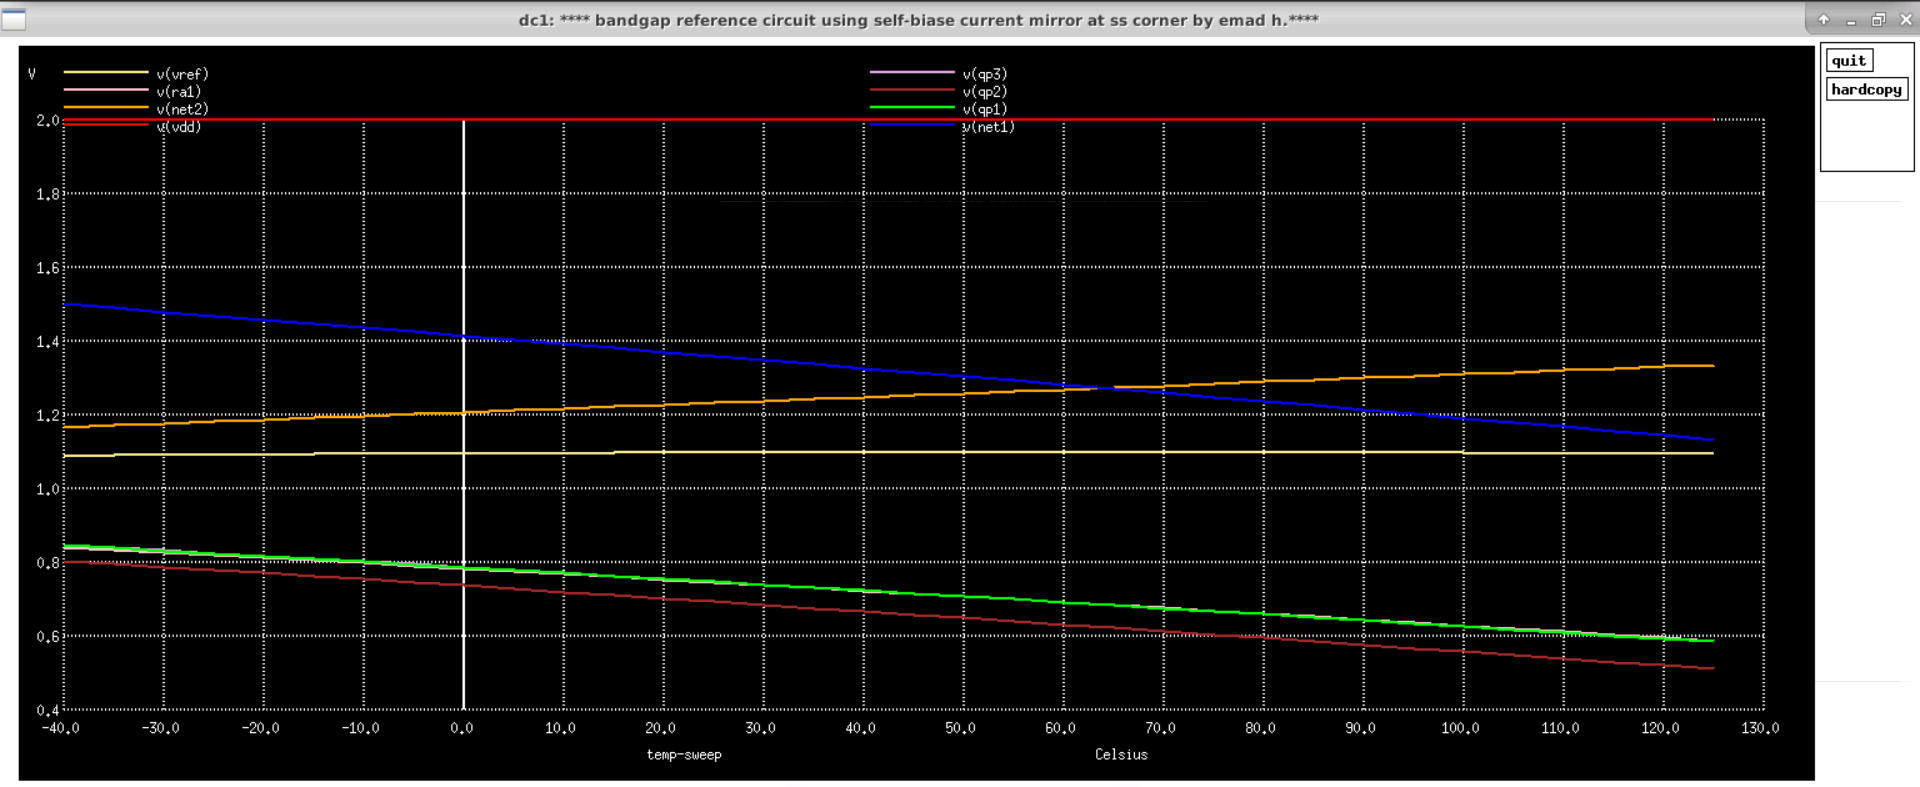 dc1: **** bandgap reference circuit using self-biase current mirror at ss corner by emad h.****
quit
hardcopy
V
v(vref)
v(ra1)
v(net2)
v(vdd)
v(qp3)
v(qp2)
v(qp1)
v(net1)
2.0
1.8
1.6
1.4
1.2
1.0
0.8
0.6
0.4
-40.0 -30.0 -20.0 -10.0 0.0 10.0 20.0 30.0 40.0 50.0 60.0 70.0 80.0 90.0 100.0 110.0 120.0 130.0
temp-sweep Celsius